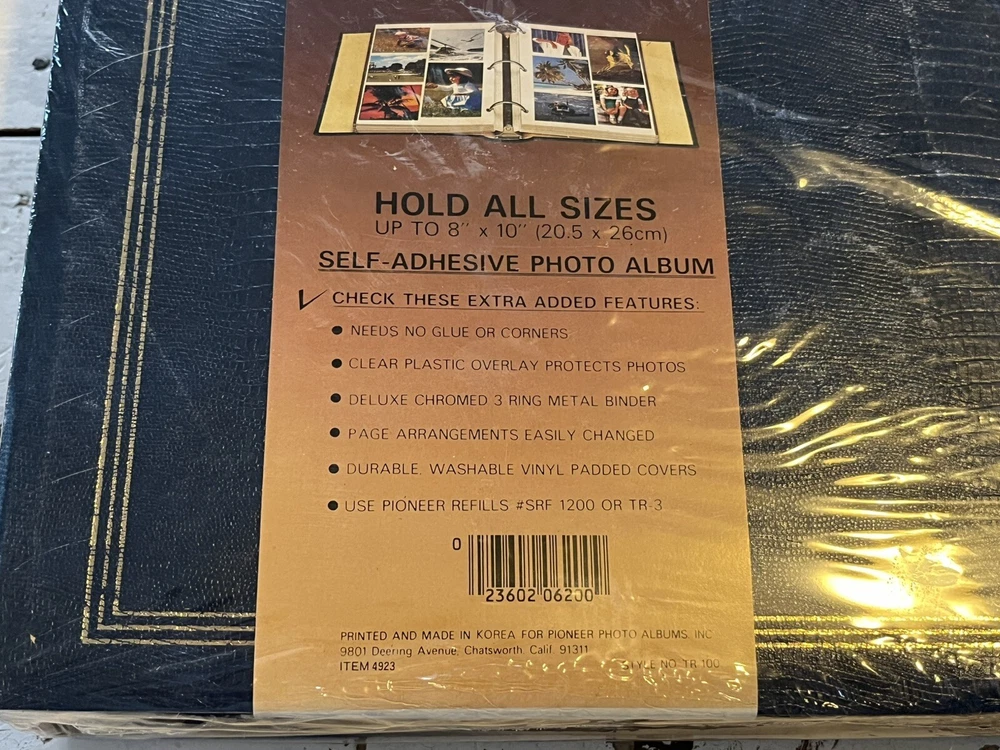 HOLD ALL SIZES
UP TO 8" x 10" (20.5 x 26cm)
SELF-ADHESIVE PHOTO ALBUM
✓ CHECK THESE EXTRA ADDED FEATURES:
● NEEDS NO GLUE OR CORNERS
● CLEAR PLASTIC OVERLAY PROTECTS PHOTOS
● DELUXE CHROMED 3 RING METAL BINDER
● PAGE ARRANGEMENTS EASILY CHANGED
● DURABLE, WASHABLE VINYL PADDED COVERS
● USE PIONEER REFILLS #SRF 1200 OR TR-3
0
23602 06200
PRINTED AND MADE IN KOREA FOR PIONEER PHOTO ALBUMS, INC
9801 Deering Avenue, Chatsworth, Calif. 91311
ITEM 4923 STYLE NO. TR 100